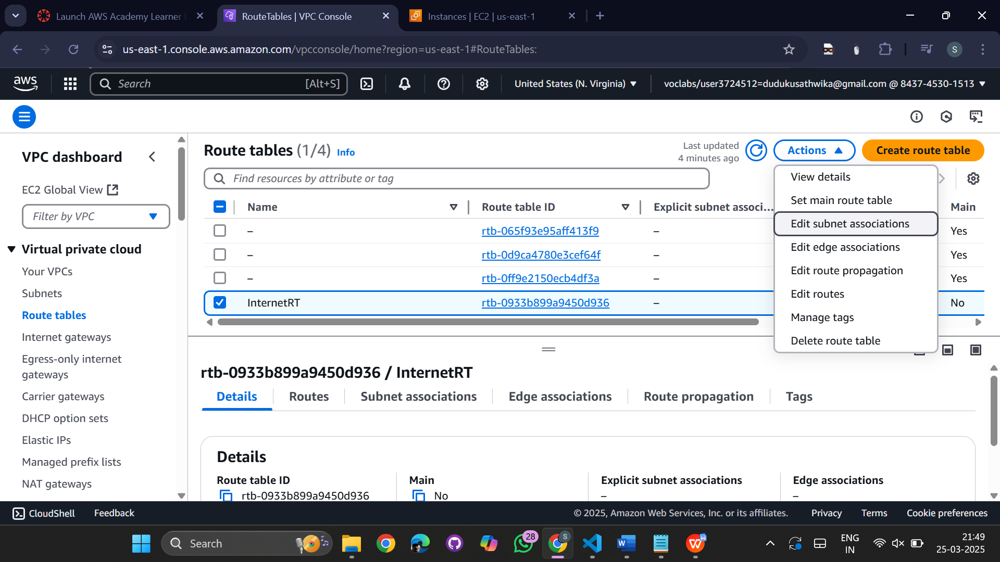 Launch AWS Academy Learner
RouteTables | VPC Console
Instances | EC2 | us-east-1
us-east-1.console.aws.amazon.com/vpcconsole/home?region=us-east-1#RouteTables:
S
aws
Search
[Alt+S]
United States (N. Virginia)
voclabs/user3724512=dudukusathwika@gmail.com @ 8437-4530-1513
VPC dashboard
EC2 Global View
Filter by VPC
Virtual private cloud
Your VPCs
Subnets
Route tables
Internet gateways
Egress-only internet
gateways
Carrier gateways
DHCP option sets
Elastic IPs
Managed prefix lists
NAT gateways
Route tables (1/4) Info
Last updated
4 minutes ago
Actions
Create route table
Find resources by attribute or tag
View details
Set main route table
Edit subnet associations
Edit edge associations
Edit route propagation
Edit routes
Manage tags
Delete route table
Name Route table ID Explicit subnet associ... Main
– rtb-065f93e95aff413f9 – Yes
– rtb-0d9ca4780e3cef64f – Yes
– rtb-0ff9e2150ecb4df3a – Yes
InternetRT rtb-0933b899a9450d936 – No
rtb-0933b899a9450d936 / InternetRT
Details Routes Subnet associations Edge associations Route propagation Tags
Details
Route table ID
rtb-0933b899a9450d936
Main
No
Explicit subnet associations
–
Edge associations
–
CloudShell Feedback
© 2025, Amazon Web Services, Inc. or its affiliates. Privacy Terms Cookie preferences
Search
28
S
W
ENG
IN
21:49
25-03-2025